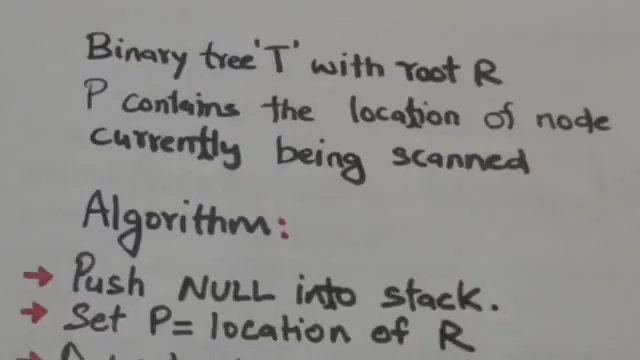 Binary tree 'T' with root R
P contains the location of node
currently being scanned
Algorithm:
→ Push NULL into stack.
→ Set P = location of R